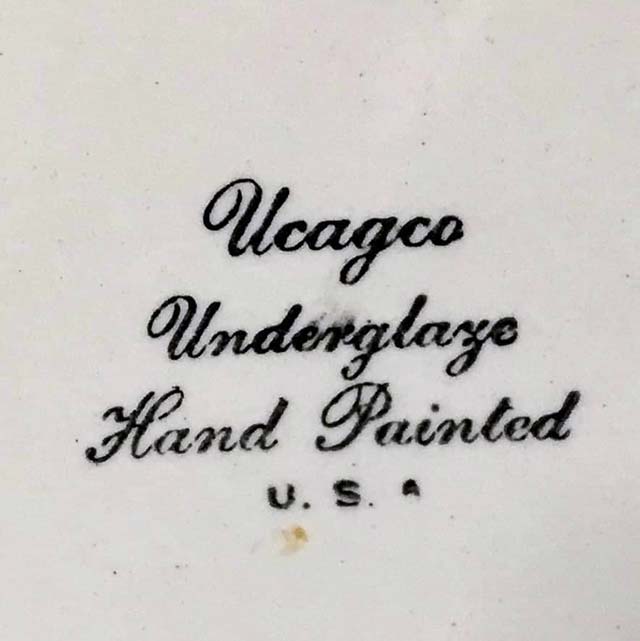 Ucagco
Underglaze
Hand Painted
U. S. A